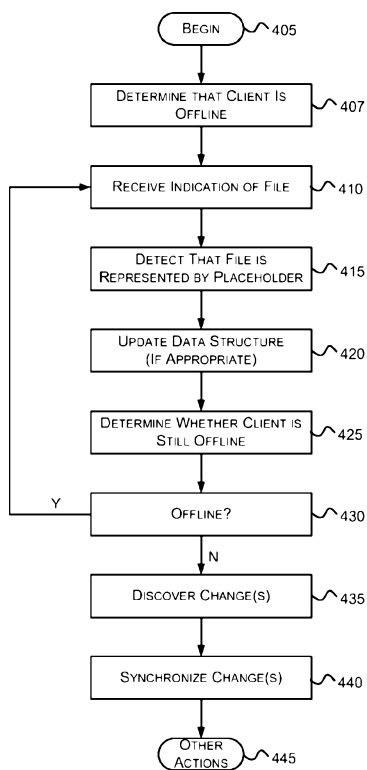 BEGIN
405
DETERMINE THAT CLIENT IS
OFFLINE
407
RECEIVE INDICATION OF FILE
410
DETECT THAT FILE IS
REPRESENTED BY PLACEHOLDER
415
UPDATE DATA STRUCTURE
(IF APPROPRIATE)
420
DETERMINE WHETHER CLIENT IS
STILL OFFLINE
425
Y
OFFLINE?
430
N
DISCOVER CHANGE(S)
435
SYNCHRONIZE CHANGE(S)
440
OTHER
ACTIONS
445